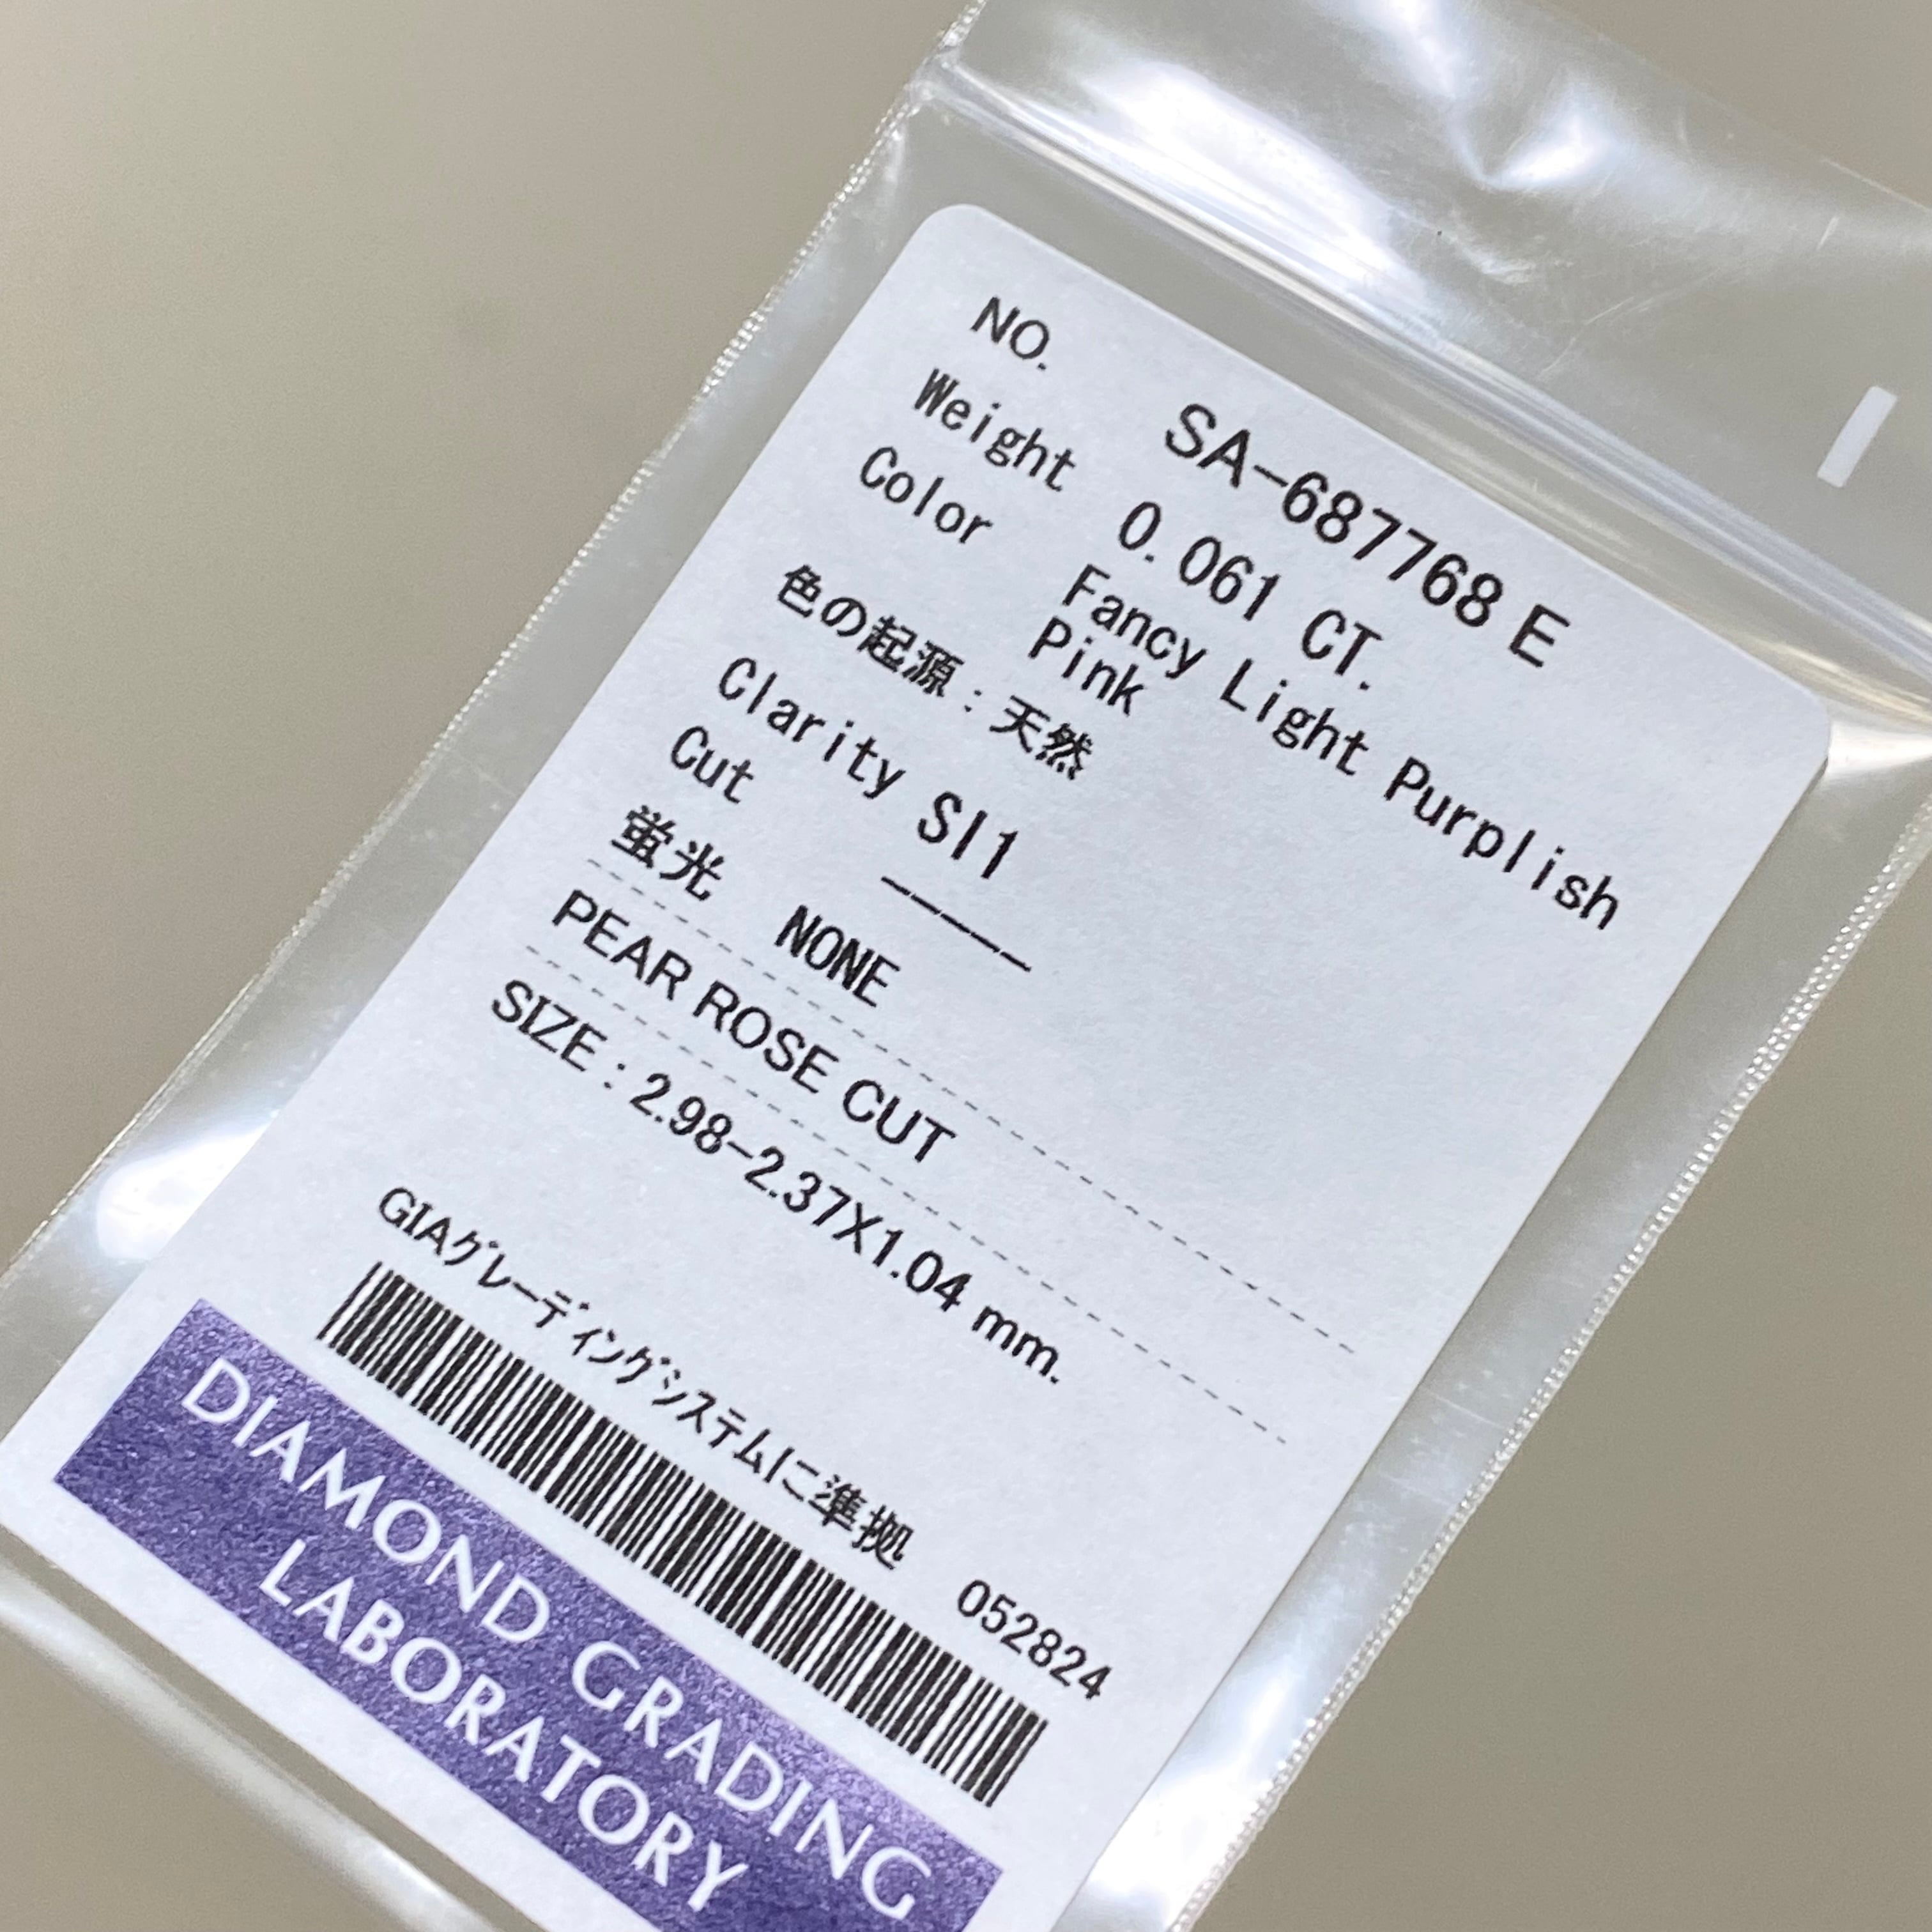 NO. SA-687768 E
Weight 0.061 CT.
Color Fancy Light Purplish
Pink
色の起源:天然
Clarity SI1
Cut -----
蛍光 NONE
PEAR ROSE CUT
SIZE : 2.98-2.37X1.04 mm.
GIAグレーディングシステムに準拠 052824
DIAMOND GRADING
LABORATORY